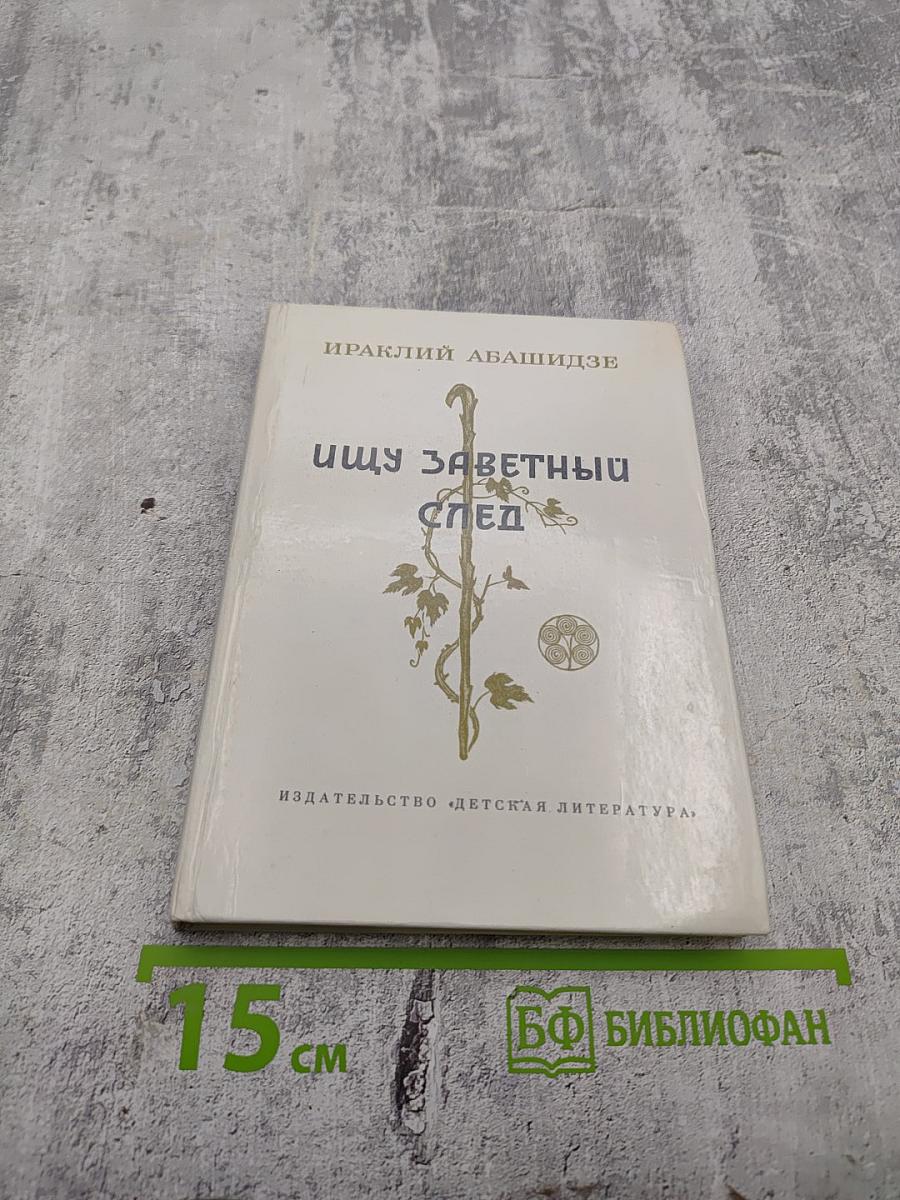 ИРАКЛИЙ АБАШИДЗЕ
ИЩУ ЗАВЕТНЫЙ
СЛЕД
ИЗДАТЕЛЬСТВО «ДЕТСКАЯ ЛИТЕРАТУРА»
15 см
БФ БИБЛИОФАН